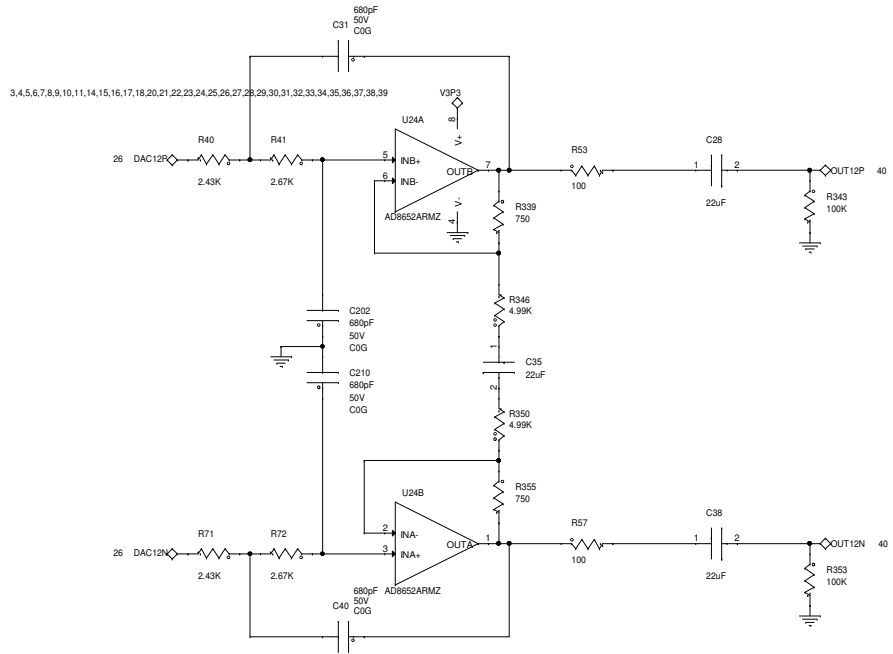 680pF
50V
C0G
C31
3,4,5,6,7,8,9,10,11,14,15,16,17,18,20,21,22,23,24,25,26,27,28,29,30,31,32,33,34,35,36,37,38,39
V3P3
U24A
8
V+
R40
R41
R53
C28
26 DAC12P
5 INB+
6 INB-
OUTB 7
1
2
OUT12P 40
2.43K
2.67K
100
22uF
R343
100K
V-
4
AD8652ARMZ
R339
750
R346
4.99K
C202
680pF
50V
C0G
1
C35
22uF
2
C210
680pF
50V
C0G
R350
4.99K
U24B
R355
750
2 INA-
3 INA+
OUTA 1
R71
R72
R57
C38
26 DAC12N
1
2
OUT12N 40
2.43K
2.67K
100
22uF
R353
100K
AD8652ARMZ
680pF
50V
C0G
C40